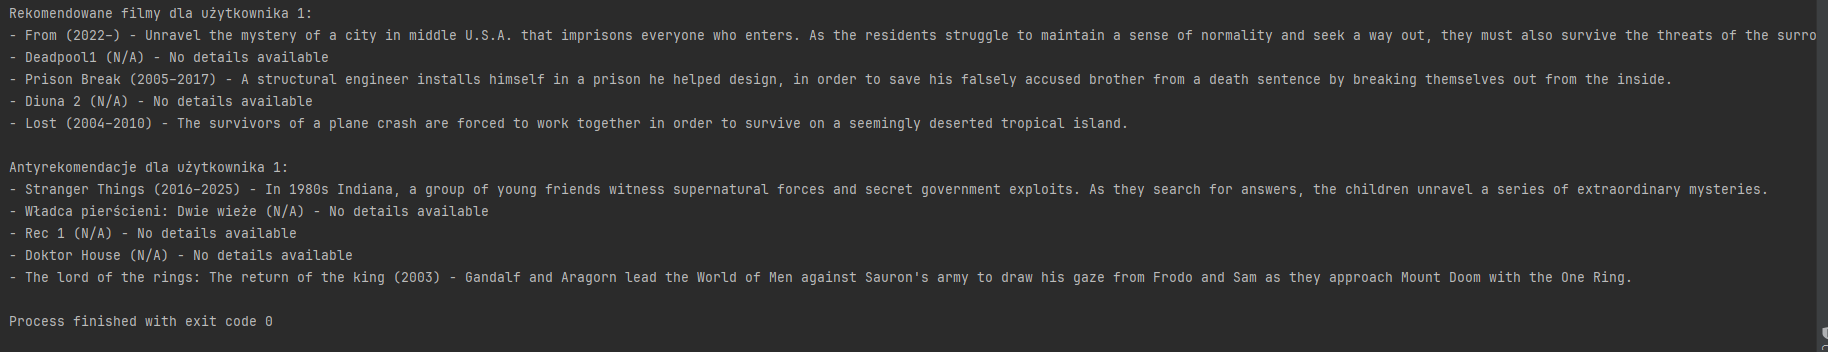 Rekomendowane filmy dla użytkownika 1:
- From (2022–) - Unravel the mystery of a city in middle U.S.A. that imprisons everyone who enters. As the residents struggle to maintain a sense of normality and seek a way out, they must also survive the threats of the surro
- Deadpool1 (N/A) - No details available
- Prison Break (2005–2017) - A structural engineer installs himself in a prison he helped design, in order to save his falsely accused brother from a death sentence by breaking themselves out from the inside.
- Diuna 2 (N/A) - No details available
- Lost (2004–2010) - The survivors of a plane crash are forced to work together in order to survive on a seemingly deserted tropical island.
Antyrekomendacje dla użytkownika 1:
- Stranger Things (2016–2025) - In 1980s Indiana, a group of young friends witness supernatural forces and secret government exploits. As they search for answers, the children unravel a series of extraordinary mysteries.
- Władca pierścieni: Dwie wieże (N/A) - No details available
- Rec 1 (N/A) - No details available
- Doktor House (N/A) - No details available
- The lord of the rings: The return of the king (2003) - Gandalf and Aragorn lead the World of Men against Sauron's army to draw his gaze from Frodo and Sam as they approach Mount Doom with the One Ring.
Process finished with exit code 0